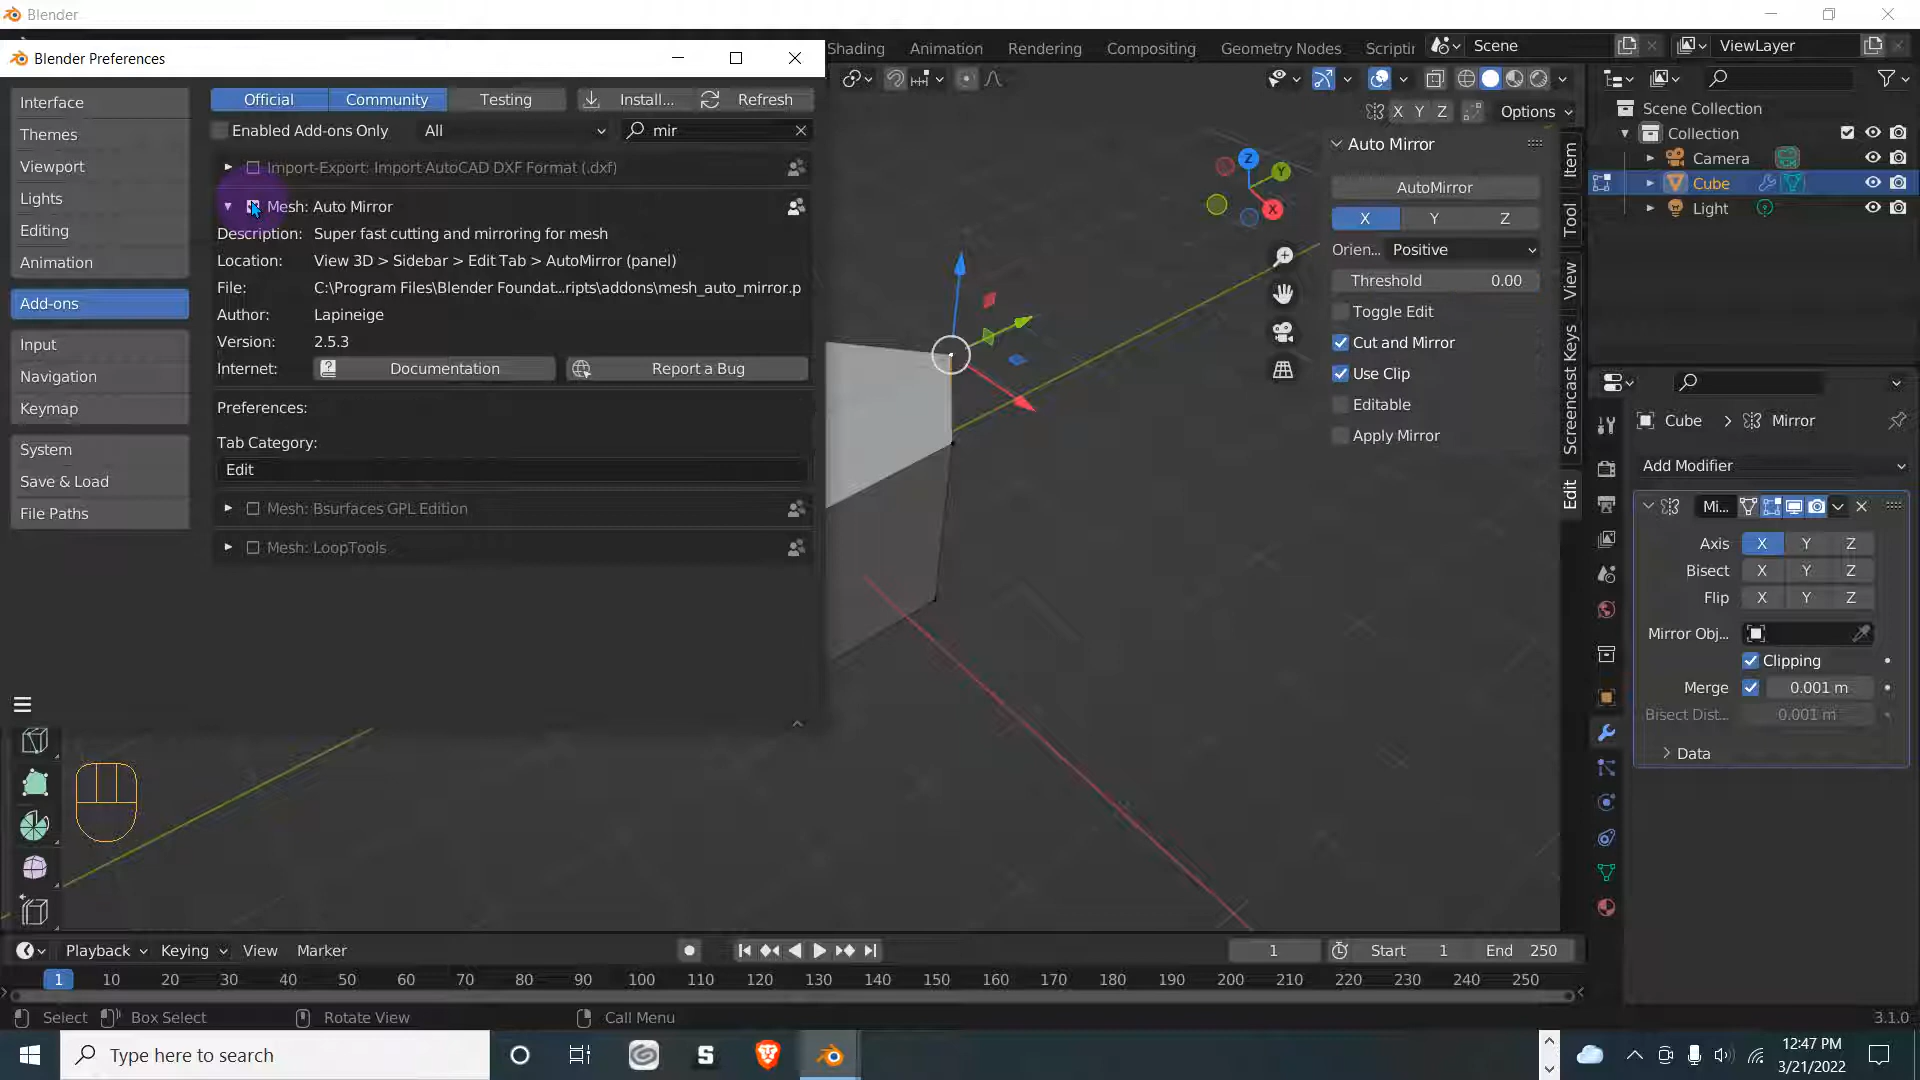 Blender
Blender Preferences
Shading Animation Rendering Compositing Geometry Nodes Scriptin
Scene
ViewLayer
Interface
Themes
Viewport
Lights
Editing
Animation
Add-ons
Input
Navigation
Keymap
System
Save & Load
File Paths
Official Community Testing Install... Refresh
Enabled Add-ons Only All mir
Import-Export: Import AutoCAD DXF Format (.dxf)
Mesh: Auto Mirror
Description: Super fast cutting and mirroring for mesh
Location: View 3D > Sidebar > Edit Tab > AutoMirror (panel)
File: C:\Program Files\Blender Foundat...ripts\addons\mesh_auto_mirror.p
Author: Lapineige
Version: 2.5.3
Internet: Documentation Report a Bug
Preferences:
Tab Category:
Edit
Mesh: Bsurfaces GPL Edition
Mesh: LoopTools
X Y Z Options
Z
Y
X
Auto Mirror
AutoMirror
X Y Z
Orien... Positive
Threshold 0.00
Toggle Edit
Cut and Mirror
Use Clip
Editable
Apply Mirror
Item
Tool
View
Screencast Keys
Edit
Scene Collection
Collection
Camera
Cube
Light
Cube > Mirror
Add Modifier
Mi...
Axis X Y Z
Bisect X Y Z
Flip X Y Z
Mirror Obj...
Clipping
Merge 0.001 m
Bisect Dist... 0.001 m
Data
Playback Keying View Marker
1 Start 1 End 250
1 10 20 30 40 50 60 70 80 90 100 110 120 130 140 150 160 170 180 190 200 210 220 230 240 250
Select Box Select Rotate View Call Menu 3.1.0
Type here to search
12:47 PM
3/21/2022